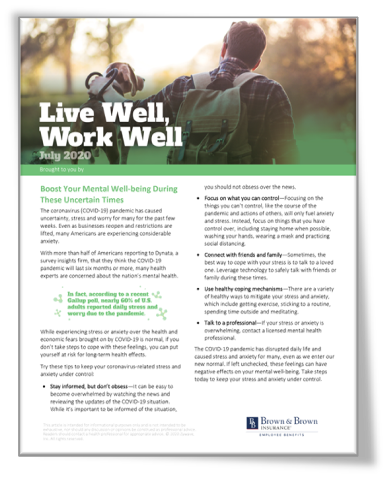 Live Well,
Work Well
July 2020
Brought to you by
Boost Your Mental Well-being During
These Uncertain Times
The coronavirus (COVID-19) pandemic has caused
uncertainty, stress and worry for many for the past few
weeks. Even as businesses reopen and restrictions are
lifted, many Americans are experiencing considerable
anxiety.
With more than half of Americans reporting to Dynata, a
survey insights firm, that they think the COVID-19
pandemic will last six months or more, many health
experts are concerned about the nation's mental health.
In fact, according to a recent
Gallup poll, nearly 60% of U.S.
adults reported daily stress and
worry due to the pandemic.
While experiencing stress or anxiety over the health and
economic fears brought on by COVID-19 is normal, if you
don't take steps to cope with these feelings, you can put
yourself at risk for long-term health effects.
Try these tips to keep your coronavirus-related stress and
anxiety under control:
• Stay informed, but don't obsess—It can be easy to
become overwhelmed by watching the news and
reviewing the updates of the COVID-19 situation.
While it's important to be informed of the situation,
you should not obsess over the news.
• Focus on what you can control—Focusing on the
things you can't control, like the course of the
pandemic and actions of others, will only fuel anxiety
and stress. Instead, focus on things that you have
control over, including staying home when possible,
washing your hands, wearing a mask and practicing
social distancing.
• Connect with friends and family—Sometimes, the
best way to cope with your stress is to talk to a loved
one. Leverage technology to safely talk with friends or
family during these times.
• Use healthy coping mechanisms—There are a variety
of healthy ways to mitigate your stress and anxiety,
which include getting exercise, sticking to a routine,
spending time outside and meditating.
• Talk to a professional—If your stress or anxiety is
overwhelming, contact a licensed mental health
professional.
The COVID-19 pandemic has disrupted daily life and
caused stress and anxiety for many, even as we enter our
new normal. If left unchecked, these feelings can have
negative effects on your mental well-being. Take steps
today to keep your stress and anxiety under control.
Brown & Brown
INSURANCE
EMPLOYEE BENEFITS